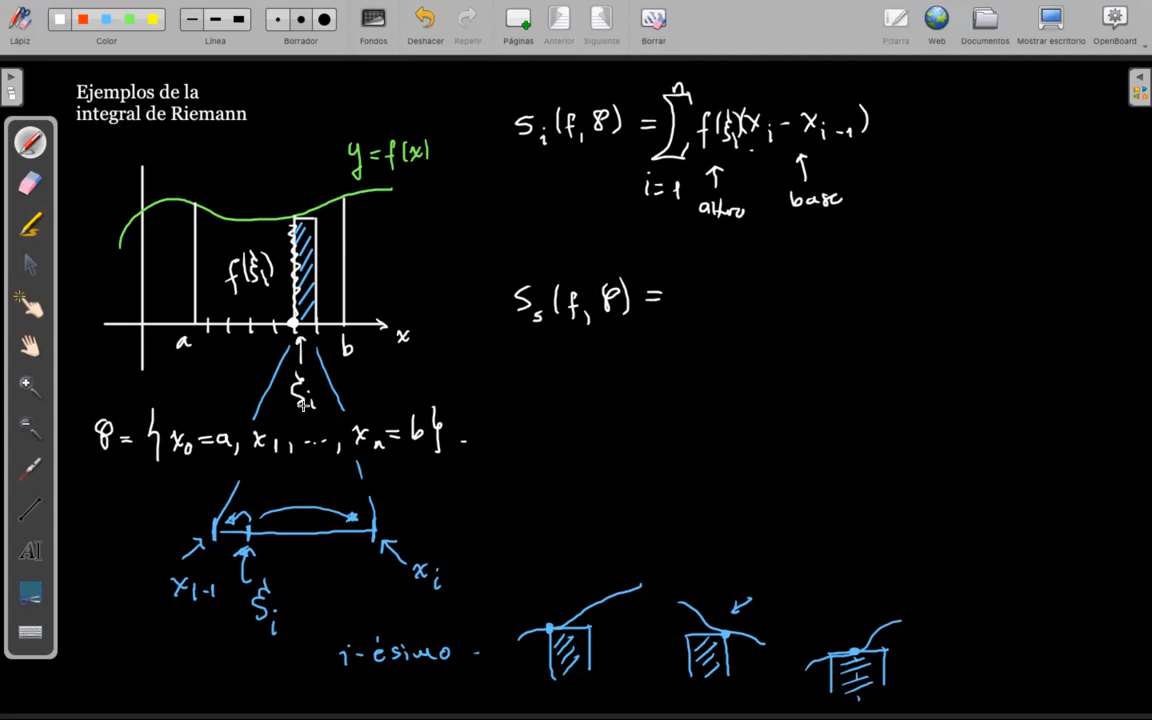 Lápiz Color Línea Borrador Fondos Deshacer Repetir Páginas Anterior Siguiente Borrar Pizarra Web Documentos Mostrar escritorio OpenBoard
Ejemplos de la
integral de Riemann
y = f(x)
f(ξi)
a
b
x
ξi
P = { x0 = a, x1, ..., xn = b } .
xi-1
ξi
xi
i-ésimo
Si (f, P) = ∑ f(ξi)(xi - xi-1)
n
i=1
base
Ss (f, P) =
AI